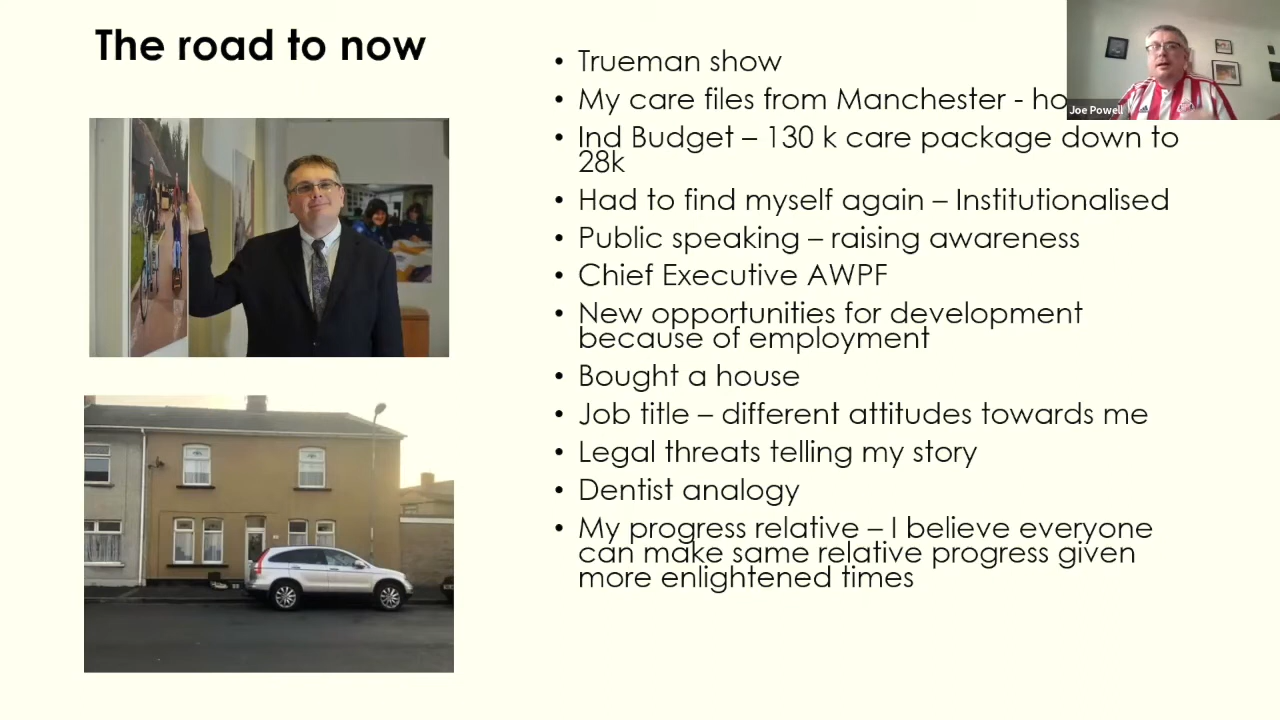 The road to now
• Trueman show
• My care files from Manchester - ho
• Ind Budget – 130 k care package down to
28k
• Had to find myself again – Institutionalised
• Public speaking – raising awareness
• Chief Executive AWPF
• New opportunities for development
because of employment
• Bought a house
• Job title – different attitudes towards me
• Legal threats telling my story
• Dentist analogy
• My progress relative – I believe everyone
can make same relative progress given
more enlightened times
Joe Powell